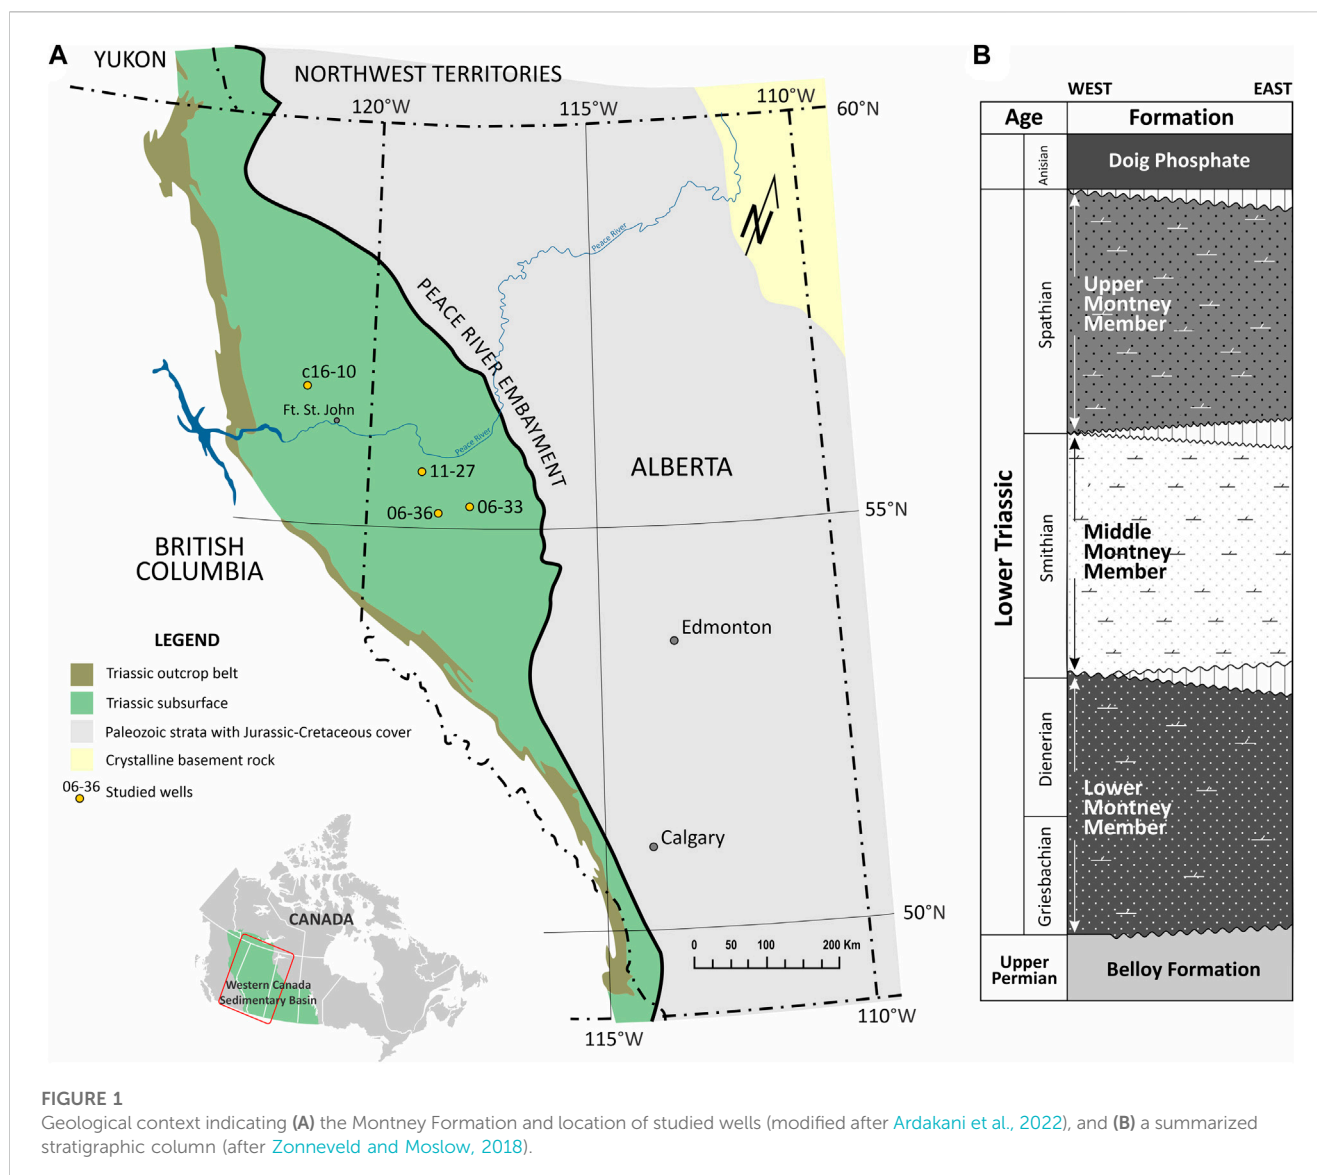 A
YUKON
NORTHWEST TERRITORIES
120°W
115°W
110°W
60°N
Peace River
PEACE RIVER EMBAYMENT
c16-10
Ft. St. John
Peace River
11-27
06-36
06-33
ALBERTA
55°N
BRITISH
COLUMBIA
Edmonton
Calgary
50°N
LEGEND
Triassic outcrop belt
Triassic subsurface
Paleozoic strata with Jurassic-Cretaceous cover
Crystalline basement rock
06-36
Studied wells
CANADA
Western Canada
Sedimentary Basin
0 50 100 200 Km
115°W
110°W
N
B
WEST EAST
Age Formation
Anisian
Doig Phosphate
Lower Triassic
Spathian
Upper
Montney
Member
Smithian
Middle
Montney
Member
Dienerian
Lower
Montney
Member
Griesbachian
Upper
Permian
Belloy Formation
FIGURE 1
Geological context indicating (A) the Montney Formation and location of studied wells (modified after Ardakani et al., 2022), and (B) a summarized
stratigraphic column (after Zonneveld and Moslow, 2018).